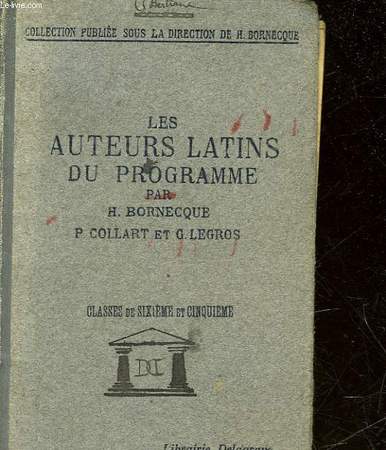 COLLECTION PUBLIÉE SOUS LA DIRECTION DE H. BORNECQUE
LES
AUTEURS LATINS
DU PROGRAMME
PAR
H. BORNECQUE
P. COLLART ET G. LEGROS
CLASSES DE SIXIÈME ET CINQUIÈME
Librairie Delagrave